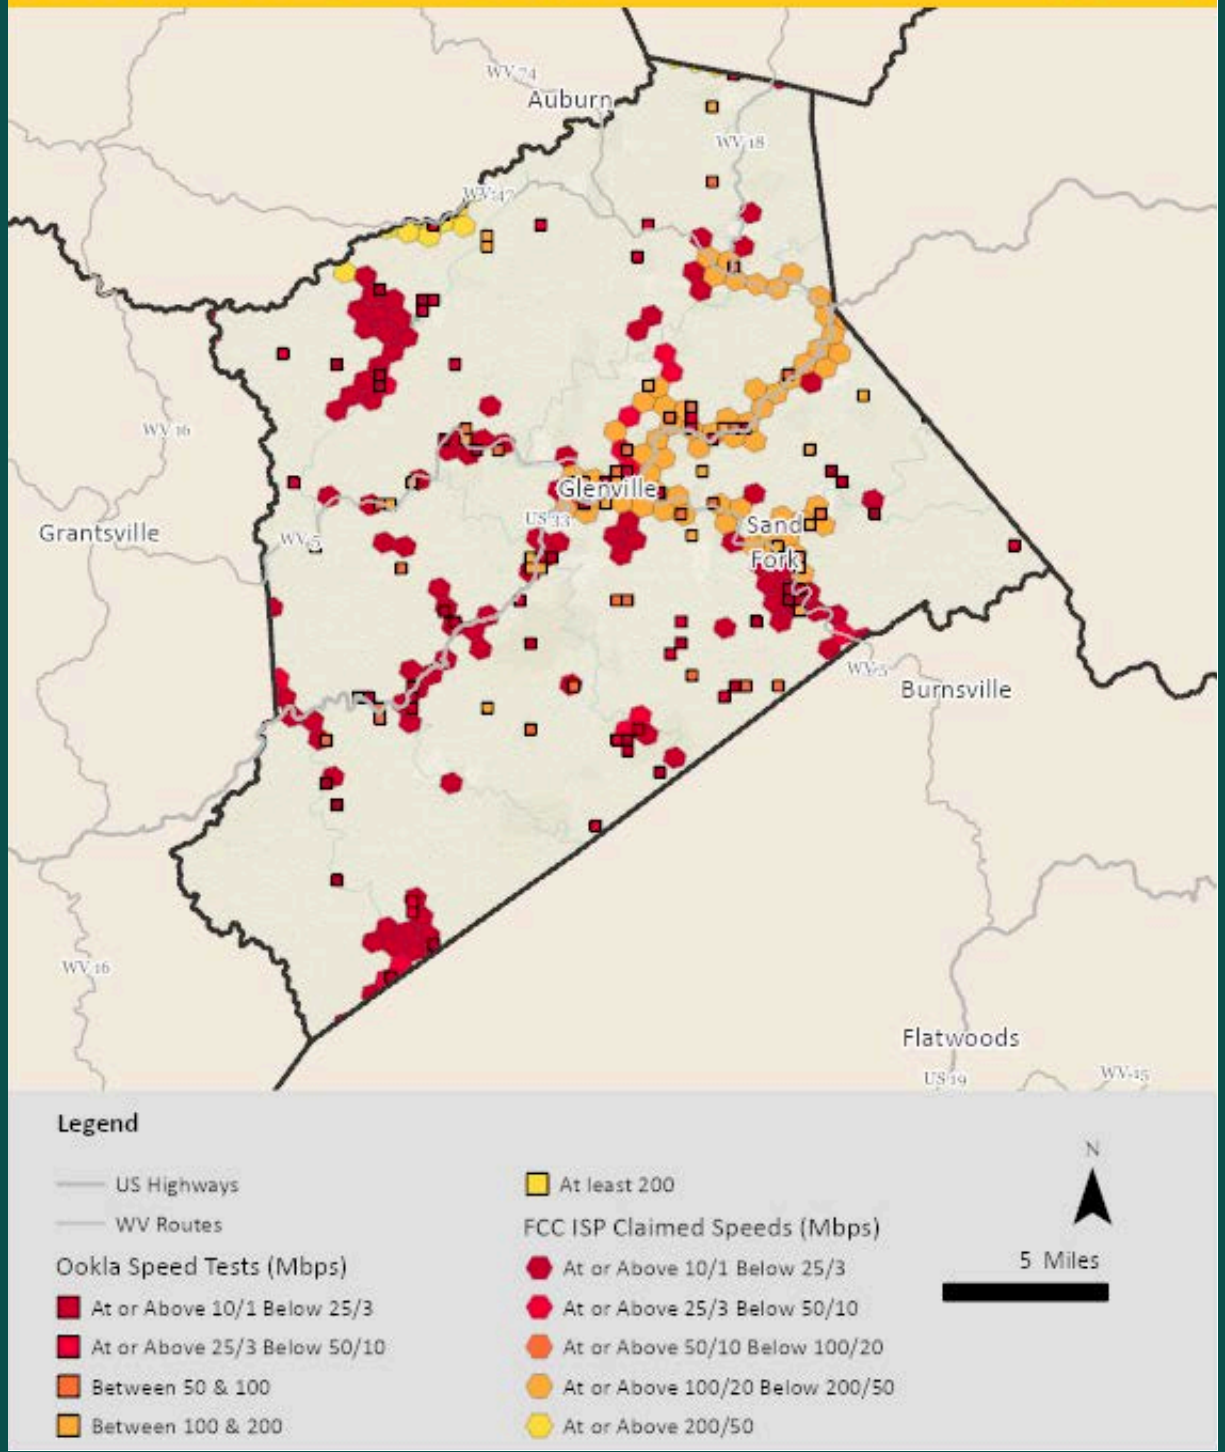 WV 74
Auburn
WV 18
WV 47
WV 16
Grantsville
Glenville
US 33
WV 5
Sand
Fork
WV 5
Burnsville
WV 16
Flatwoods
US 19
WV 15
Legend
US Highways
WV Routes
Ookla Speed Tests (Mbps)
At or Above 10/1 Below 25/3
At or Above 25/3 Below 50/10
Between 50 & 100
Between 100 & 200
At least 200
FCC ISP Claimed Speeds (Mbps)
At or Above 10/1 Below 25/3
At or Above 25/3 Below 50/10
At or Above 50/10 Below 100/20
At or Above 100/20 Below 200/50
At or Above 200/50
N
5 Miles